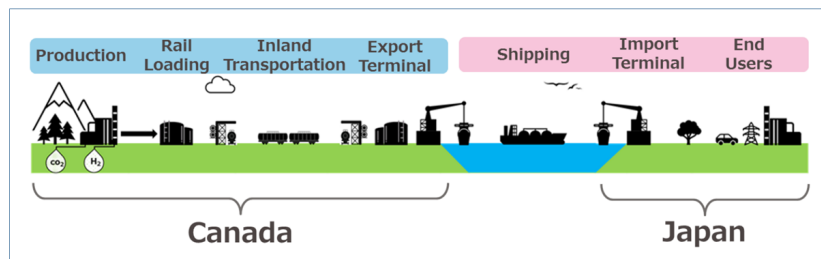 Production
Rail
Loading
Inland
Transportation
Export
Terminal
Shipping
Import
Terminal
End
Users
CO₂
H₂
Canada
Japan